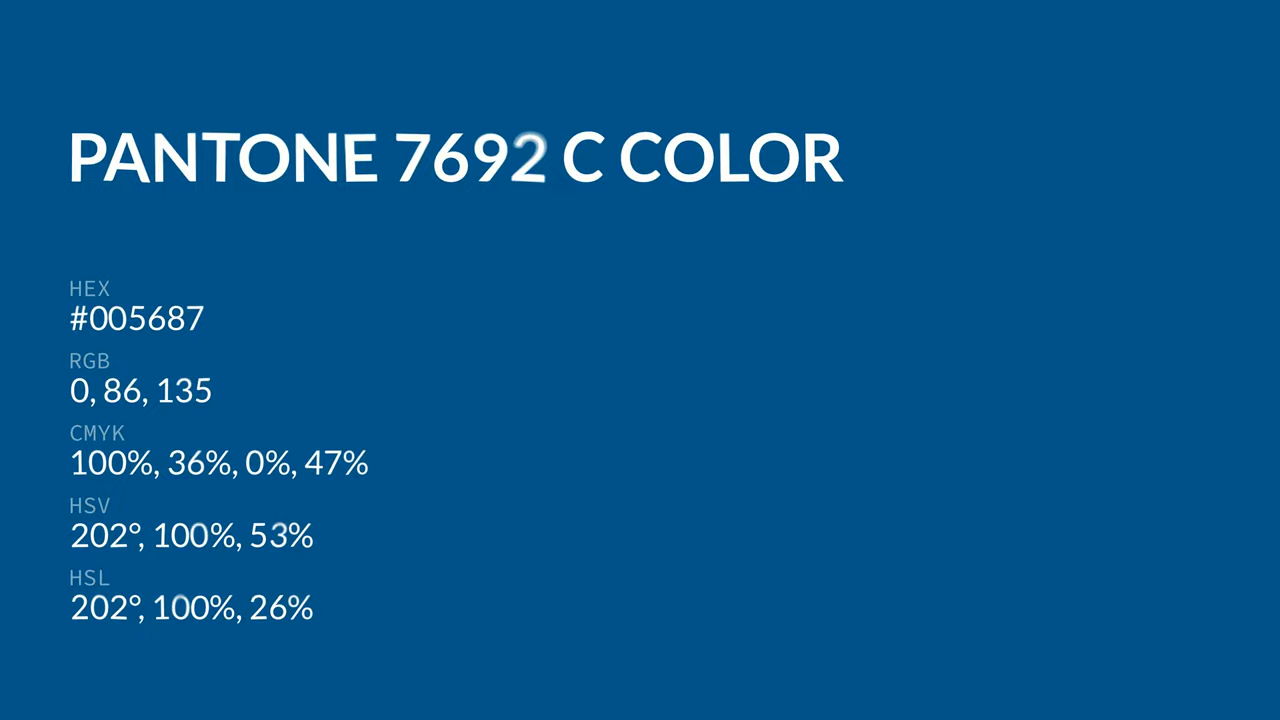 PANTONE 7692 C COLOR
HEX
#005687
RGB
0, 86, 135
CMYK
100%, 36%, 0%, 47%
HSV
202°, 100%, 53%
HSL
202°, 100%, 26%